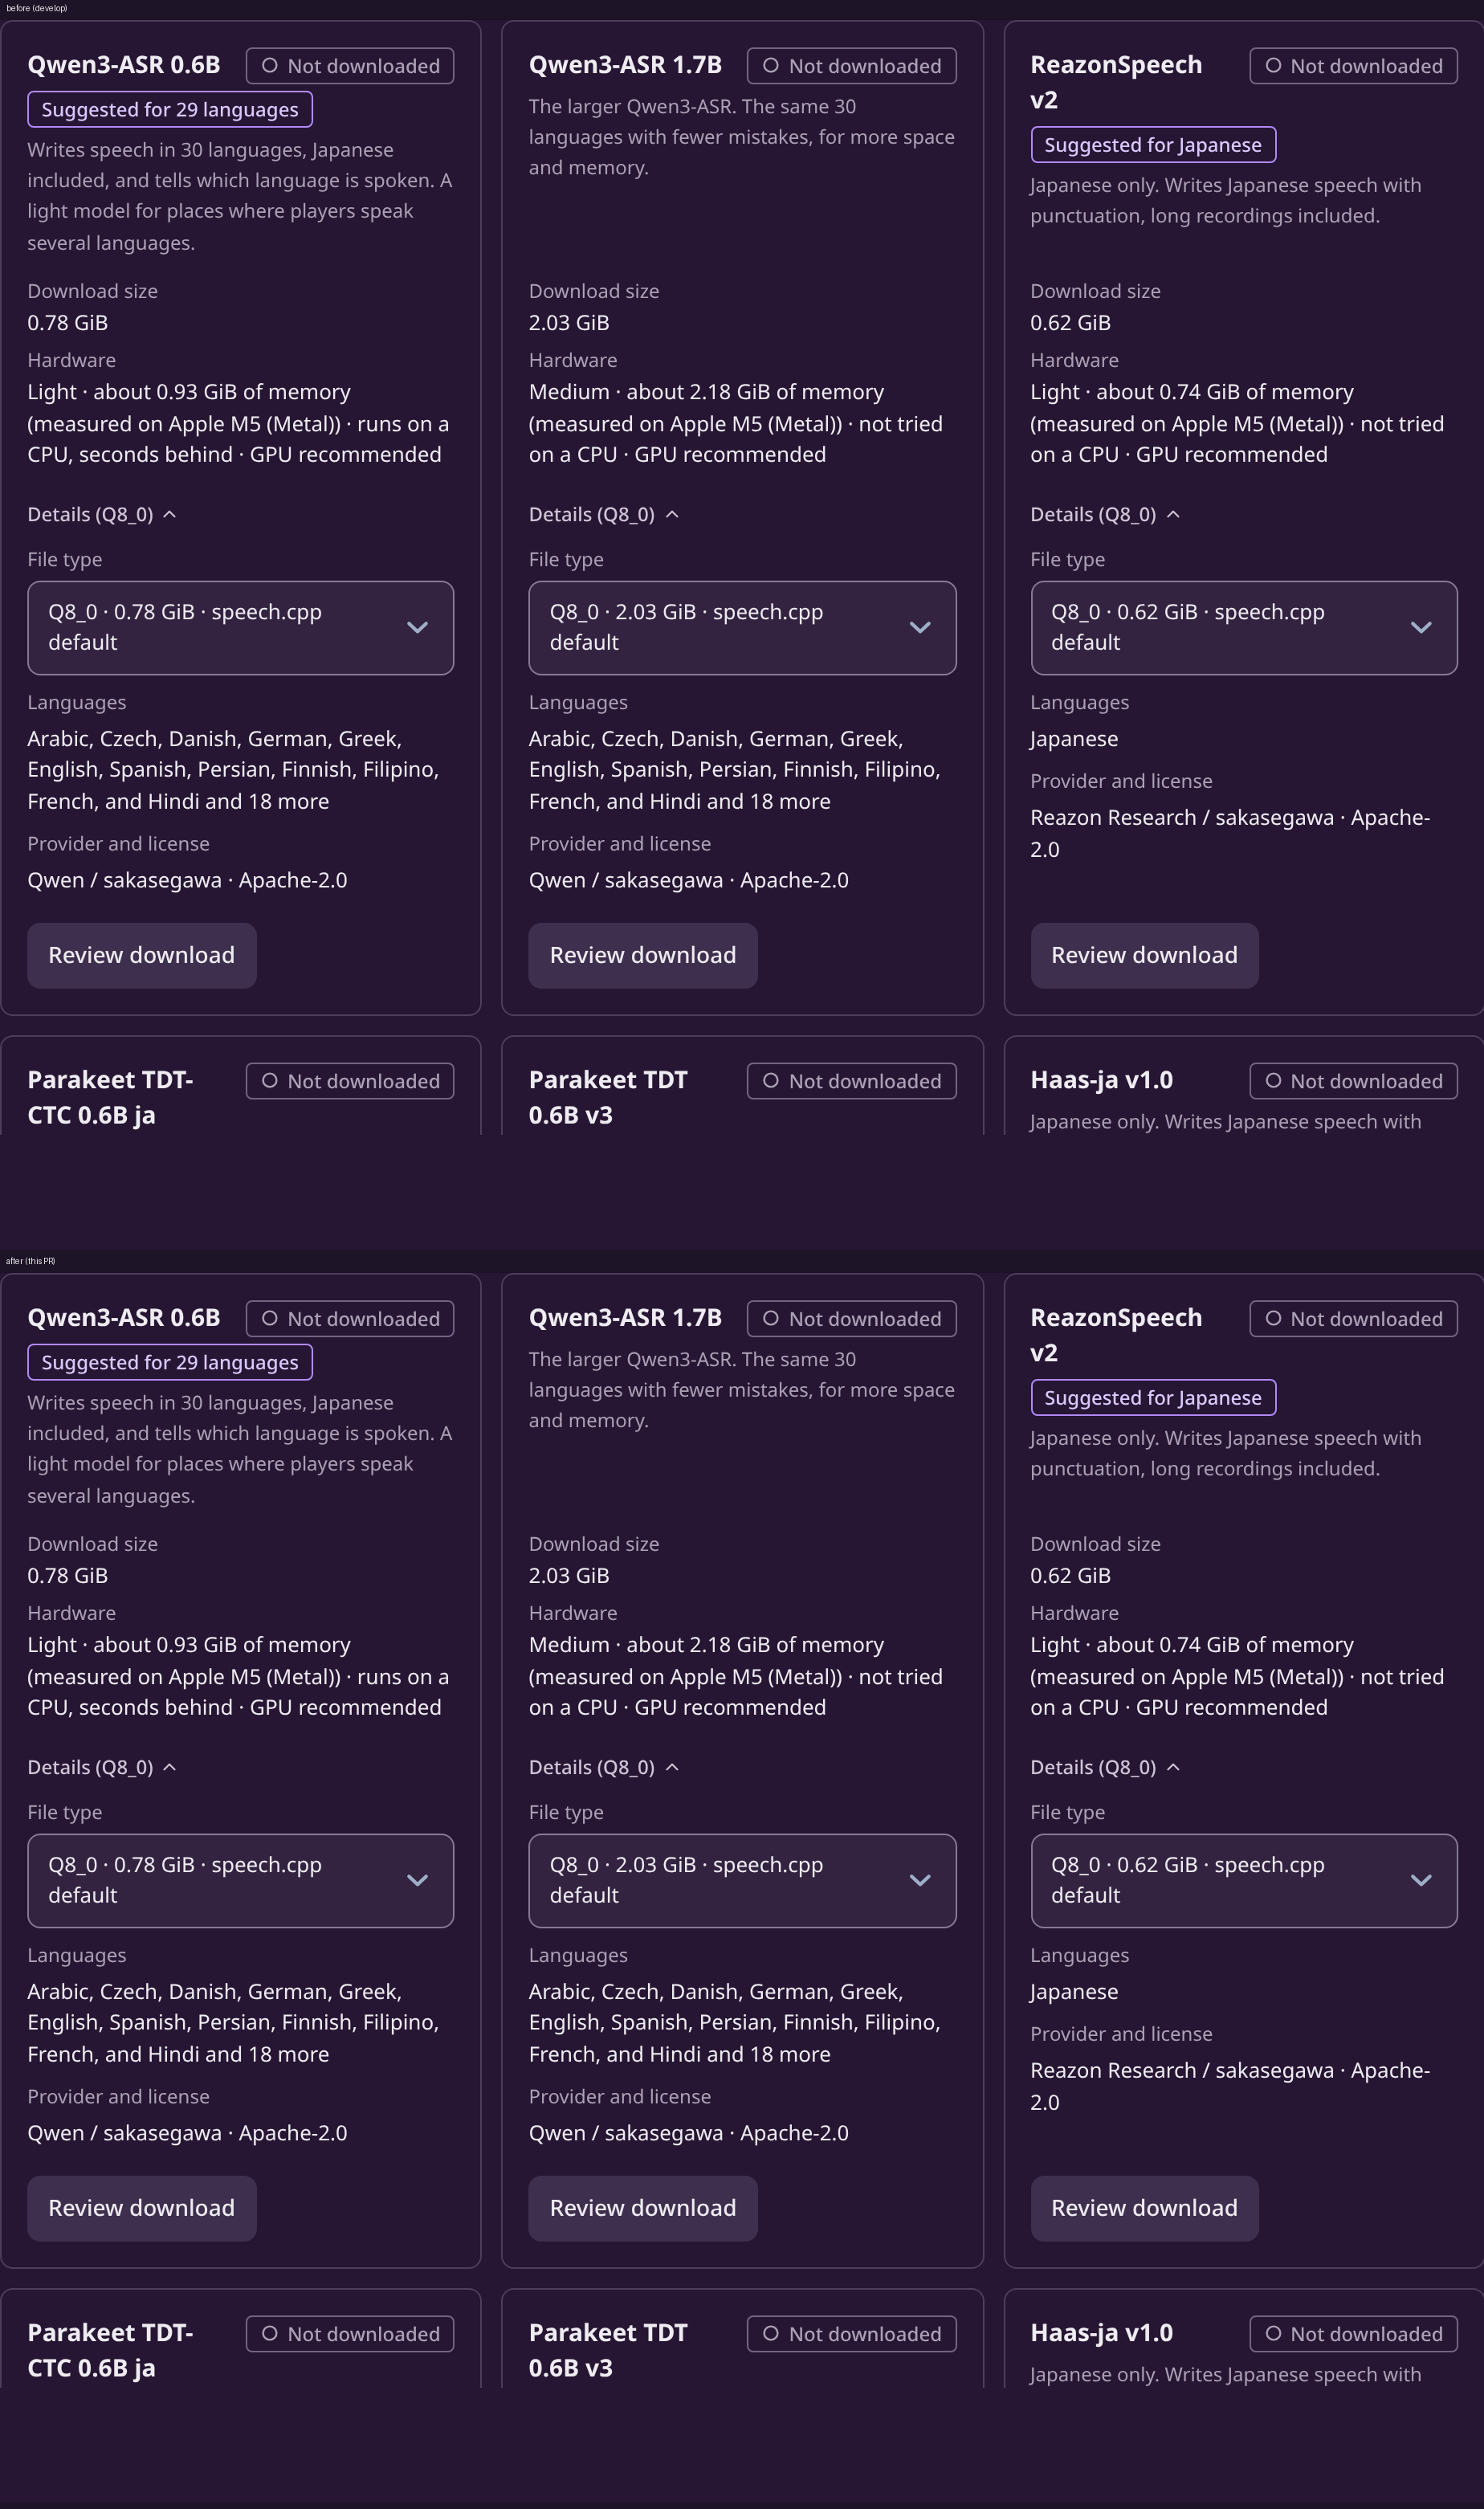 before (develop)
Qwen3-ASR 0.6B
Not downloaded
Suggested for 29 languages
Writes speech in 30 languages, Japanese
included, and tells which language is spoken. A
light model for places where players speak
several languages.
Download size
0.78 GiB
Hardware
Light · about 0.93 GiB of memory
(measured on Apple M5 (Metal)) · runs on a
CPU, seconds behind · GPU recommended
Details (Q8_0)
File type
Q8_0 · 0.78 GiB · speech.cpp
default
Languages
Arabic, Czech, Danish, German, Greek,
English, Spanish, Persian, Finnish, Filipino,
French, and Hindi and 18 more
Provider and license
Qwen / sakasegawa · Apache-2.0
Review download
Qwen3-ASR 1.7B
Not downloaded
The larger Qwen3-ASR. The same 30
languages with fewer mistakes, for more space
and memory.
Download size
2.03 GiB
Hardware
Medium · about 2.18 GiB of memory
(measured on Apple M5 (Metal)) · not tried
on a CPU · GPU recommended
Details (Q8_0)
File type
Q8_0 · 2.03 GiB · speech.cpp
default
Languages
Arabic, Czech, Danish, German, Greek,
English, Spanish, Persian, Finnish, Filipino,
French, and Hindi and 18 more
Provider and license
Qwen / sakasegawa · Apache-2.0
Review download
ReazonSpeech
v2
Not downloaded
Suggested for Japanese
Japanese only. Writes Japanese speech with
punctuation, long recordings included.
Download size
0.62 GiB
Hardware
Light · about 0.74 GiB of memory
(measured on Apple M5 (Metal)) · not tried
on a CPU · GPU recommended
Details (Q8_0)
File type
Q8_0 · 0.62 GiB · speech.cpp
default
Languages
Japanese
Provider and license
Reazon Research / sakasegawa · Apache-
2.0
Review download
Parakeet TDT-
CTC 0.6B ja
Not downloaded
Parakeet TDT
0.6B v3
Not downloaded
Haas-ja v1.0
Not downloaded
Japanese only. Writes Japanese speech with
after (this PR)
Qwen3-ASR 0.6B
Not downloaded
Suggested for 29 languages
Writes speech in 30 languages, Japanese
included, and tells which language is spoken. A
light model for places where players speak
several languages.
Download size
0.78 GiB
Hardware
Light · about 0.93 GiB of memory
(measured on Apple M5 (Metal)) · runs on a
CPU, seconds behind · GPU recommended
Details (Q8_0)
File type
Q8_0 · 0.78 GiB · speech.cpp
default
Languages
Arabic, Czech, Danish, German, Greek,
English, Spanish, Persian, Finnish, Filipino,
French, and Hindi and 18 more
Provider and license
Qwen / sakasegawa · Apache-2.0
Review download
Qwen3-ASR 1.7B
Not downloaded
The larger Qwen3-ASR. The same 30
languages with fewer mistakes, for more space
and memory.
Download size
2.03 GiB
Hardware
Medium · about 2.18 GiB of memory
(measured on Apple M5 (Metal)) · not tried
on a CPU · GPU recommended
Details (Q8_0)
File type
Q8_0 · 2.03 GiB · speech.cpp
default
Languages
Arabic, Czech, Danish, German, Greek,
English, Spanish, Persian, Finnish, Filipino,
French, and Hindi and 18 more
Provider and license
Qwen / sakasegawa · Apache-2.0
Review download
ReazonSpeech
v2
Not downloaded
Suggested for Japanese
Japanese only. Writes Japanese speech with
punctuation, long recordings included.
Download size
0.62 GiB
Hardware
Light · about 0.74 GiB of memory
(measured on Apple M5 (Metal)) · not tried
on a CPU · GPU recommended
Details (Q8_0)
File type
Q8_0 · 0.62 GiB · speech.cpp
default
Languages
Japanese
Provider and license
Reazon Research / sakasegawa · Apache-
2.0
Review download
Parakeet TDT-
CTC 0.6B ja
Not downloaded
Parakeet TDT
0.6B v3
Not downloaded
Haas-ja v1.0
Not downloaded
Japanese only. Writes Japanese speech with